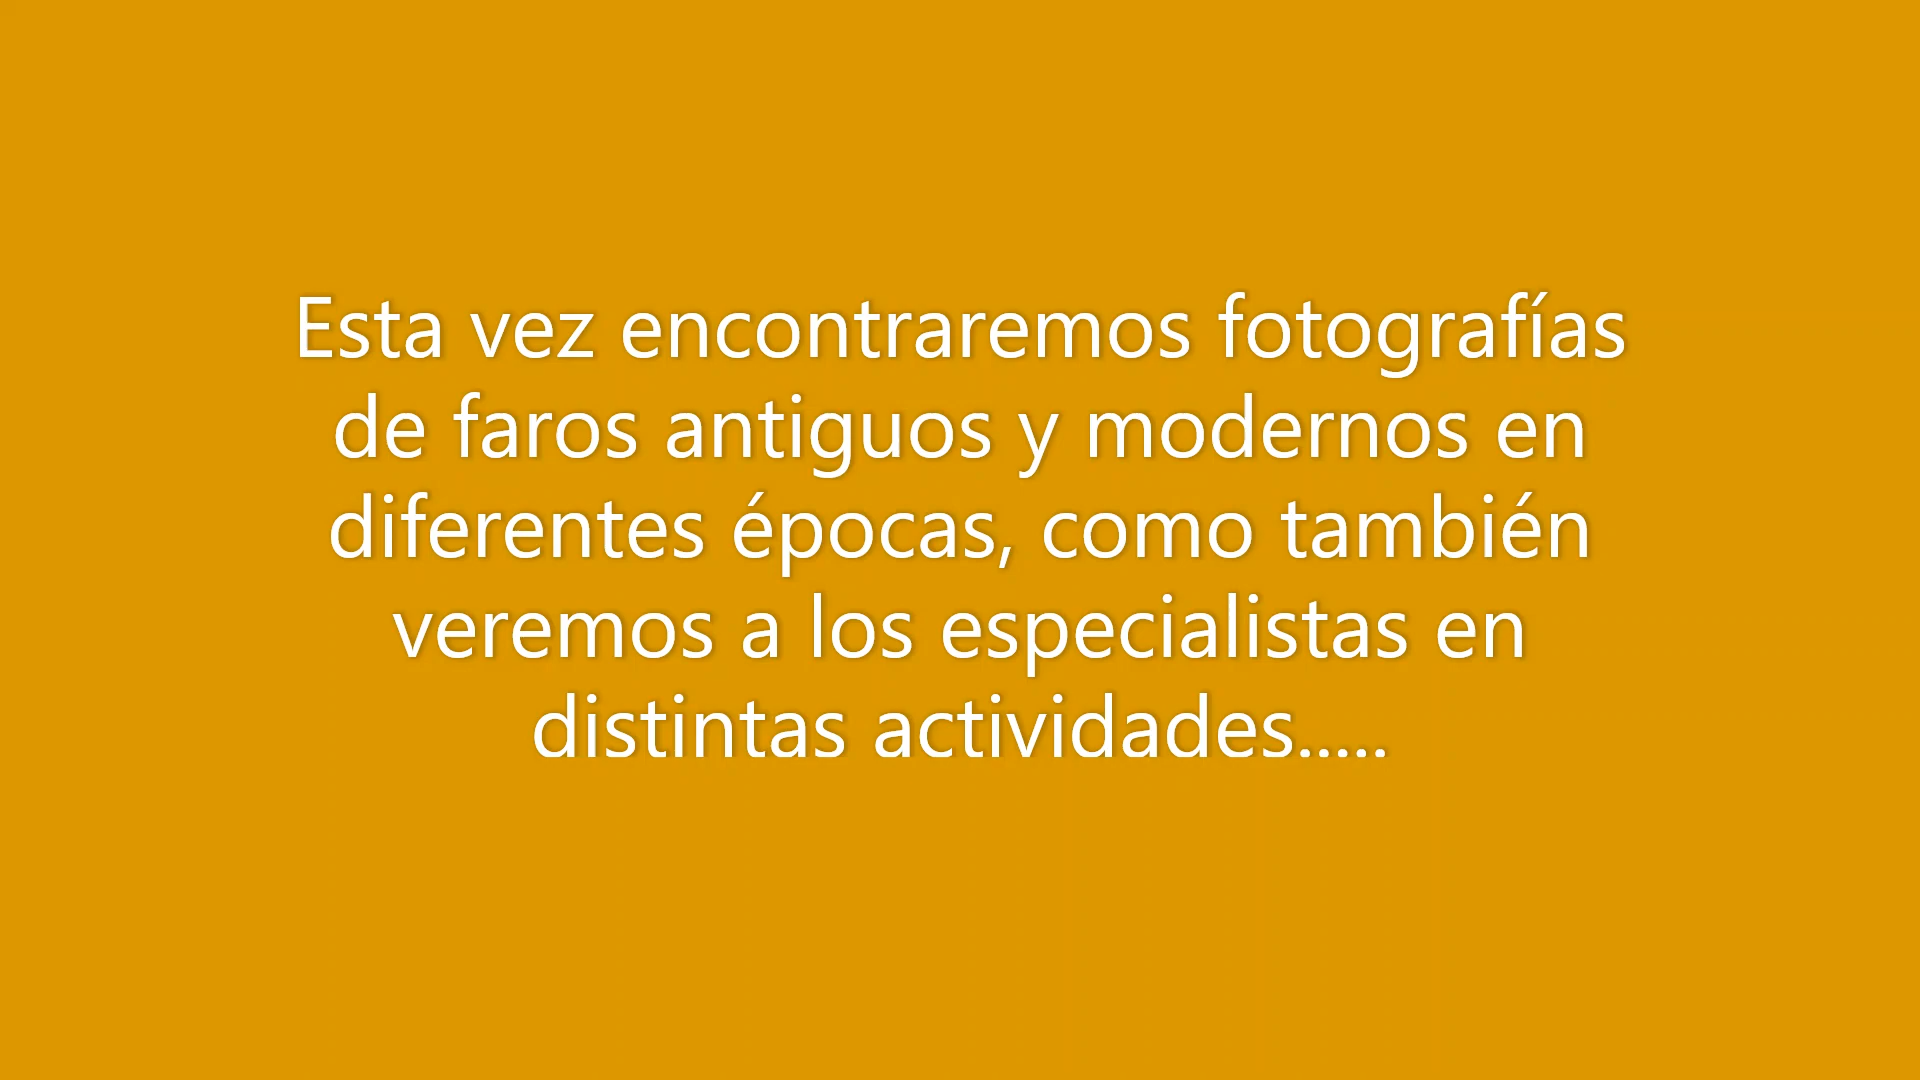 Esta vez encontraremos fotografías
de faros antiguos y modernos en
diferentes épocas, como también
veremos a los especialistas en
distintas actividades.....